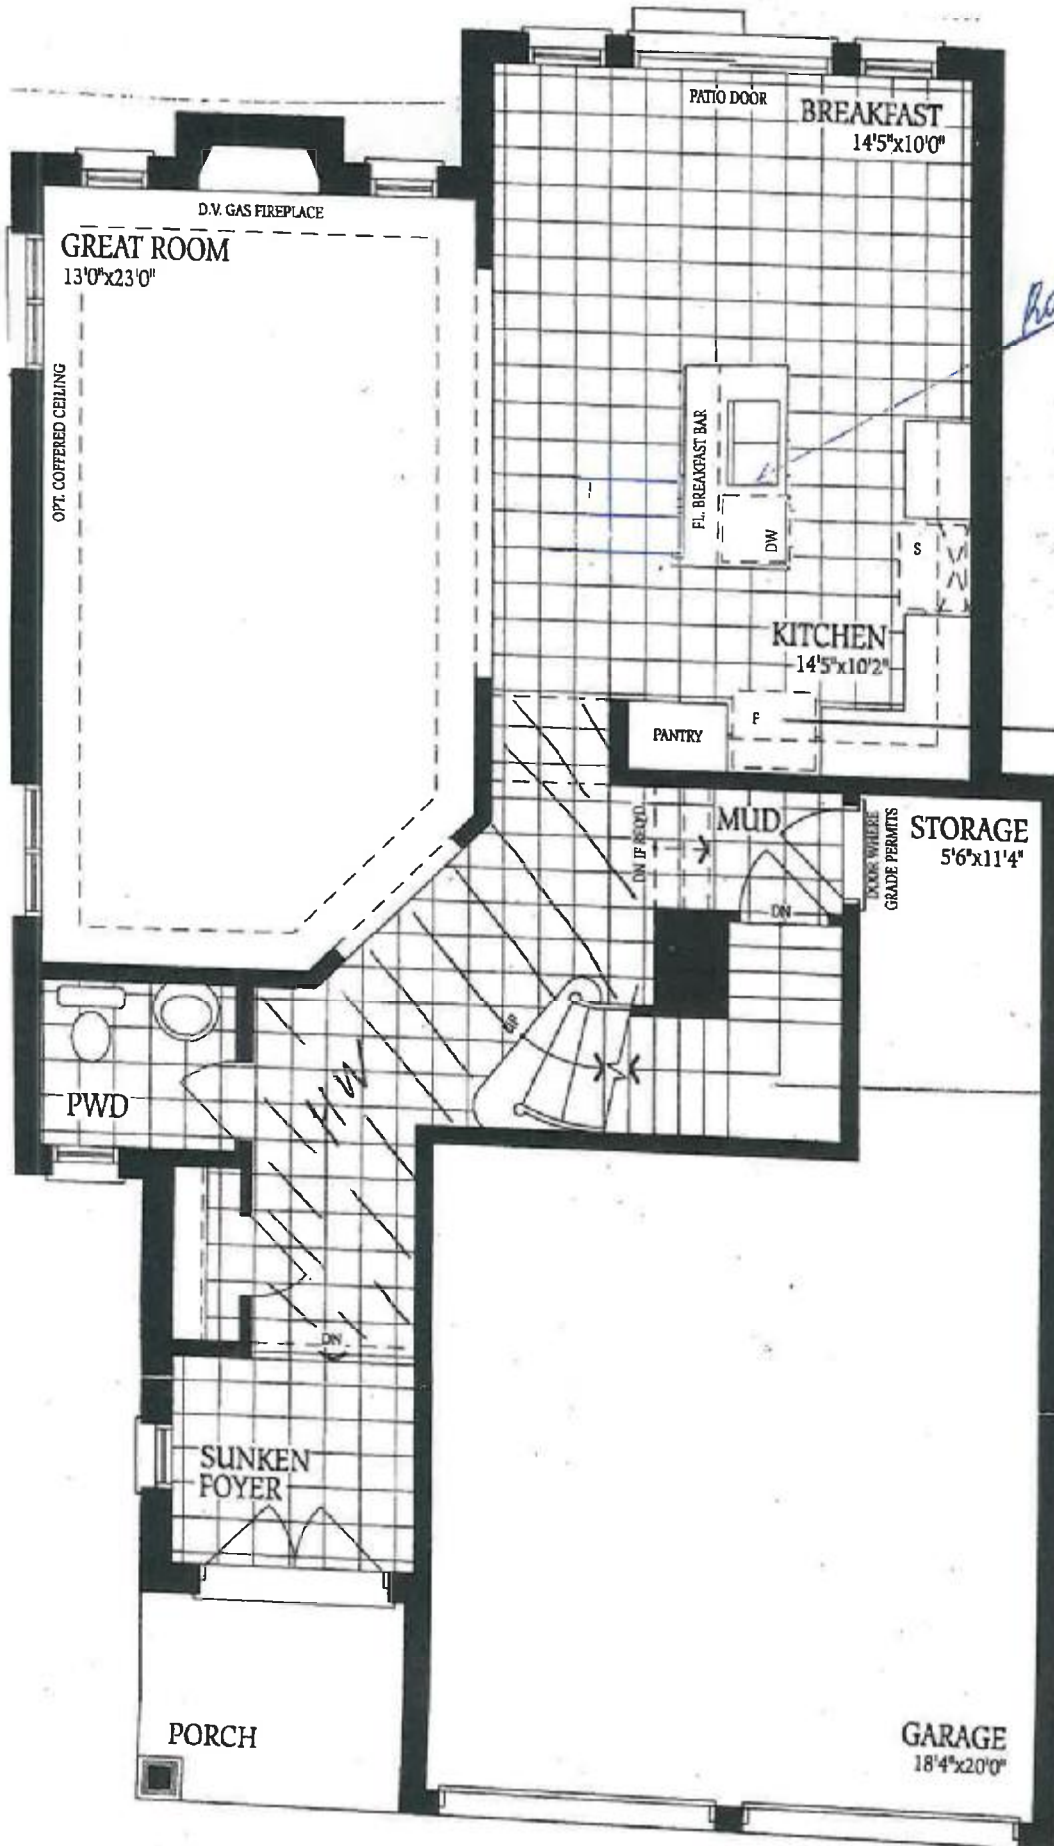 PATIO DOOR
BREAKFAST
14'5"x10'0"
D.V. GAS FIREPLACE
GREAT ROOM
13'0"x23'0"
OPT. COFFERED CEILING
FL. BREAKFAST BAR
DW
S
KITCHEN
14'5"x10'2"
F
PANTRY
DN IF REQ'D
MUD
DOOR WHERE
GRADE PERMITS
STORAGE
5'6"x11'4"
DN
UP
HW
PWD
DN
SUNKEN
FOYER
PORCH
GARAGE
18'4"x20'0"